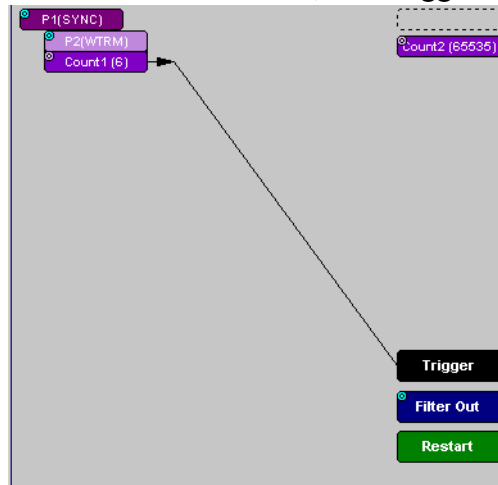 P1(SYNC)
P2(WTRM)
Count1 (6)
Count2 (65535)
Trigger
Filter Out
Restart